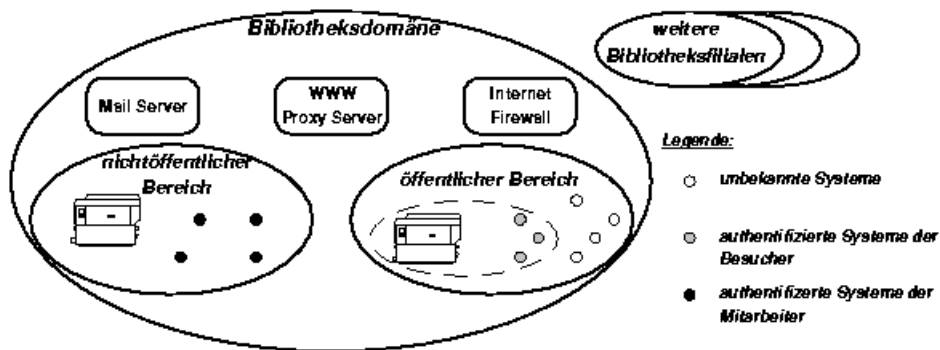 Bibliotheksdomäne
weitere
Bibliotheksfilialen
Mail Server
WWW
Proxy Server
Internet
Firewall
Legende:
nichtöffentlicher
Bereich
öffentlicher Bereich
unbekannte Systeme
authentifizierte Systeme der
Besucher
authentifizerte Systeme der
Mitarbeiter